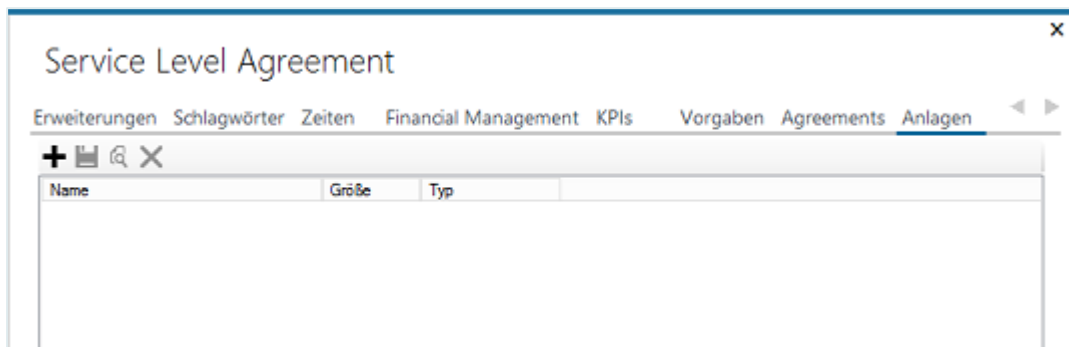 Service Level Agreement
Erweiterungen Schlagwörter Zeiten Financial Management KPIs Vorgaben Agreements Anlagen
Name Größe Typ